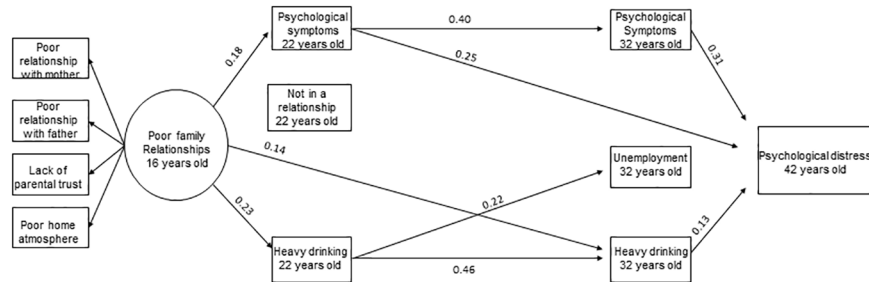 Poor
relationship
with mother
Poor
relationship
with father
Lack of
parental trust
Poor home
atmosphere
Poor family
Relationships
16 years old
0.18
0.14
0.23
Psychological
symptoms
22 years old
Not in a
relationship
22 years old
Heavy drinking
22 years old
0.40
0.25
0.22
0.46
Psychological
Symptoms
32 years old
Unemployment
32 years old
Heavy drinking
32 years old
0.31
0.13
Psychological distress
42 years old